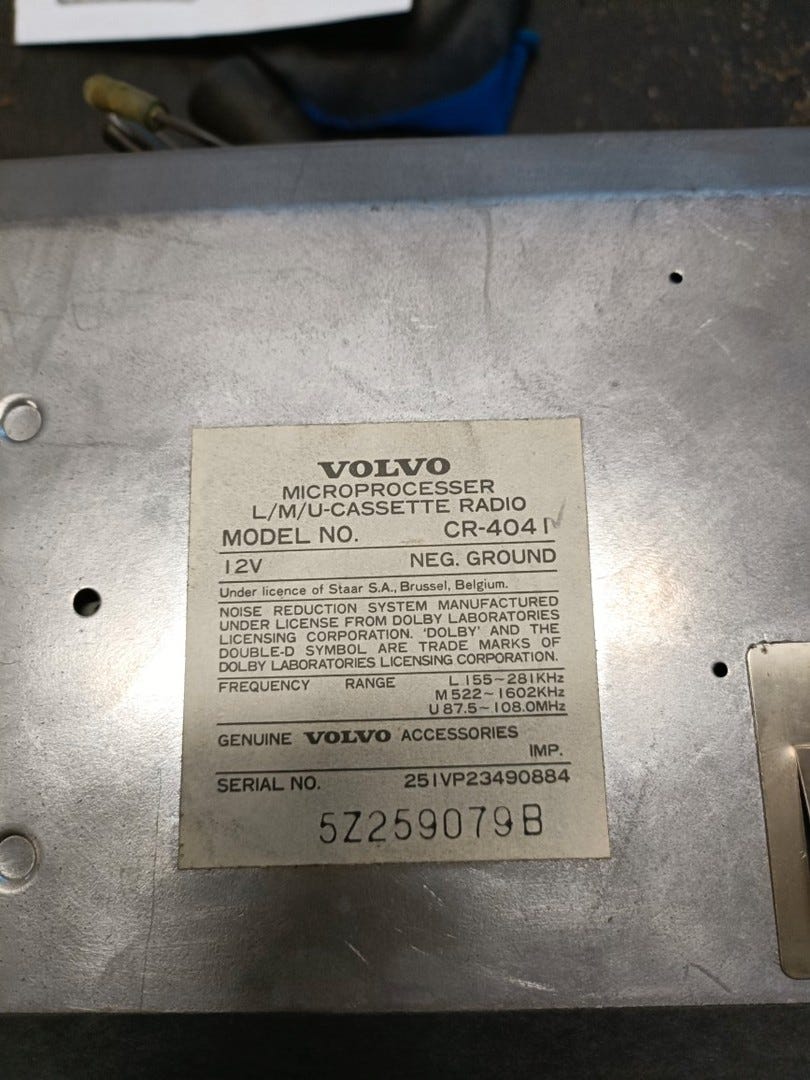 VOLVO
MICROPROCESSER
L/M/U-CASSETTE RADIO
MODEL NO. CR-4041
12V NEG. GROUND
Under licence of Staar S.A., Brussel, Belgium.
NOISE REDUCTION SYSTEM MANUFACTURED
UNDER LICENSE FROM DOLBY LABORATORIES
LICENSING CORPORATION. 'DOLBY' AND THE
DOUBLE-D SYMBOL ARE TRADE MARKS OF
DOLBY LABORATORIES LICENSING CORPORATION.
FREQUENCY RANGE L 155~281KHz
M 522~1602KHz
U 87.5~108.0MHz
GENUINE VOLVO ACCESSORIES
IMP.
SERIAL NO. 251VP23490884
5Z259079B